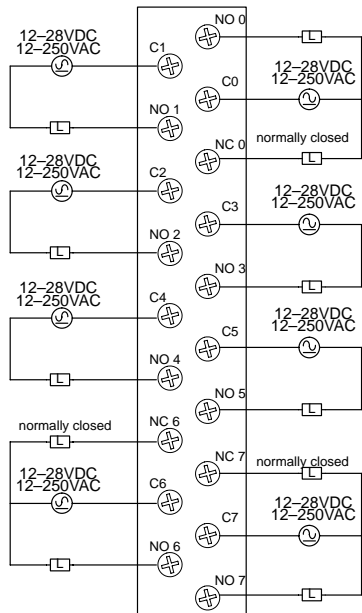 NO 0
12–28VDC
12–250VAC
C1
L
12–28VDC
12–250VAC
C0
L
NO 1
normally closed
NC 0
L
12–28VDC
12–250VAC
C2
12–28VDC
12–250VAC
C3
L
NO 2
NO 3
L
12–28VDC
12–250VAC
C4
12–28VDC
12–250VAC
C5
L
NO 4
NO 5
L
normally closed
NC 6
L
normally closed
NC 7
L
12–28VDC
12–250VAC
C6
12–28VDC
12–250VAC
C7
L
NO 6
NO 7
L